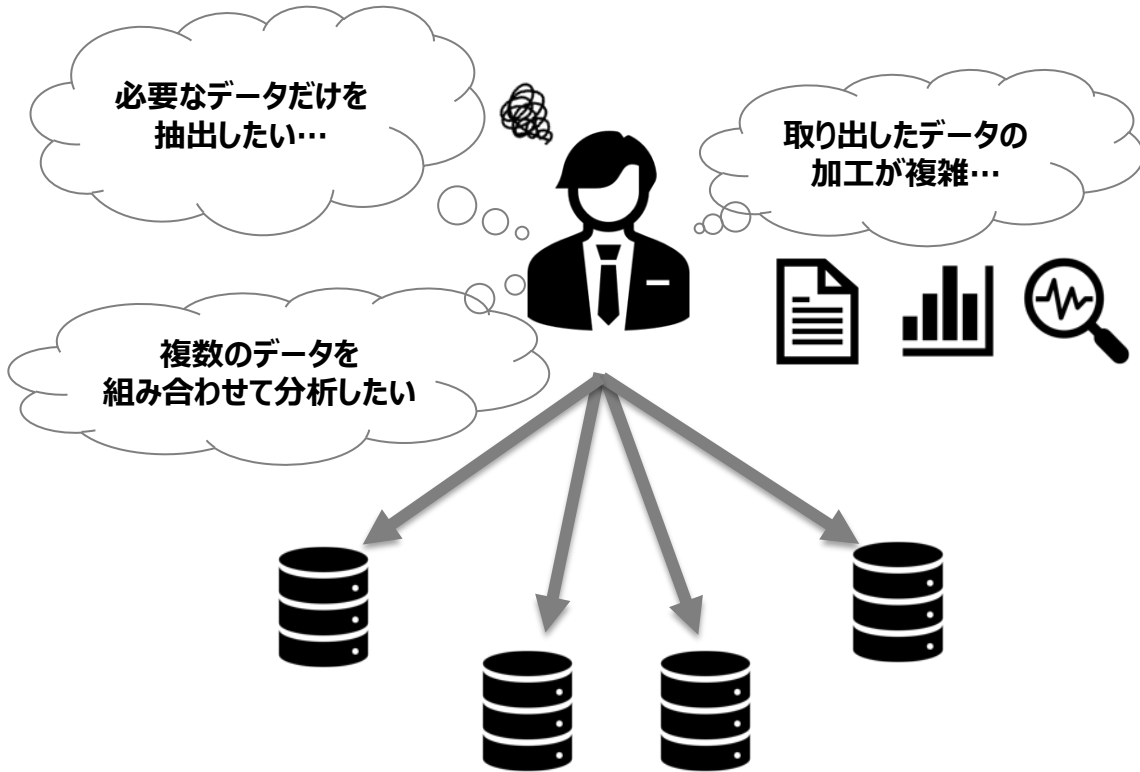 必要なデータだけを
抽出したい…
取り出したデータの
加工が複雑…
複数のデータを
組み合わせて分析したい